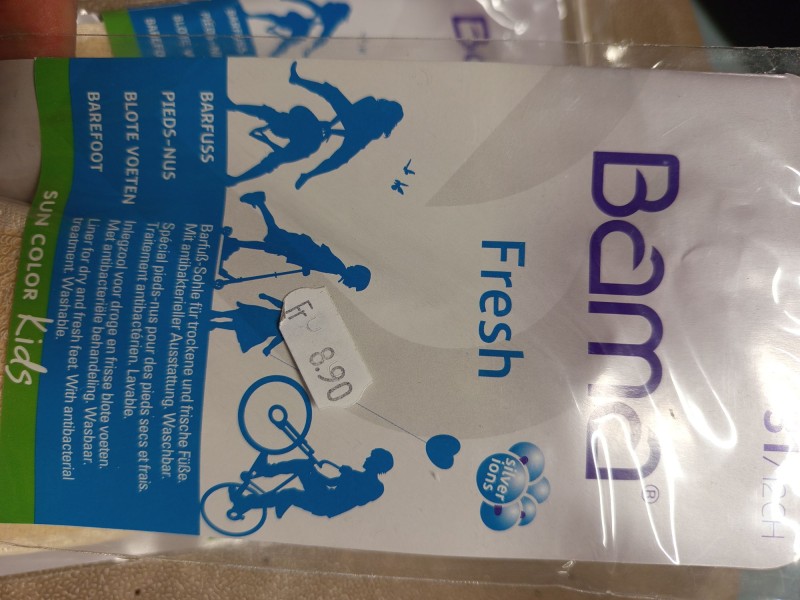 31/12CH
Bama®
Fresh
silver
ions
Fr 8.90
BARFUSS
PIEDS-NUS
BLOTE VOETEN
BAREFOOT
Barfuß-Sohle für trockene und frische Füße.
Mit antibakterieller Ausstattung. Waschbar.
Spécial pieds-nus pour des pieds secs et frais.
Traitement antibactérien. Lavable.
Inlegzool voor droge en frisse blote voeten.
Met antibacteriële behandeling. Wasbaar.
Liner for dry and fresh feet. With antibacterial
treatment. Washable.
SUN COLOR Kids